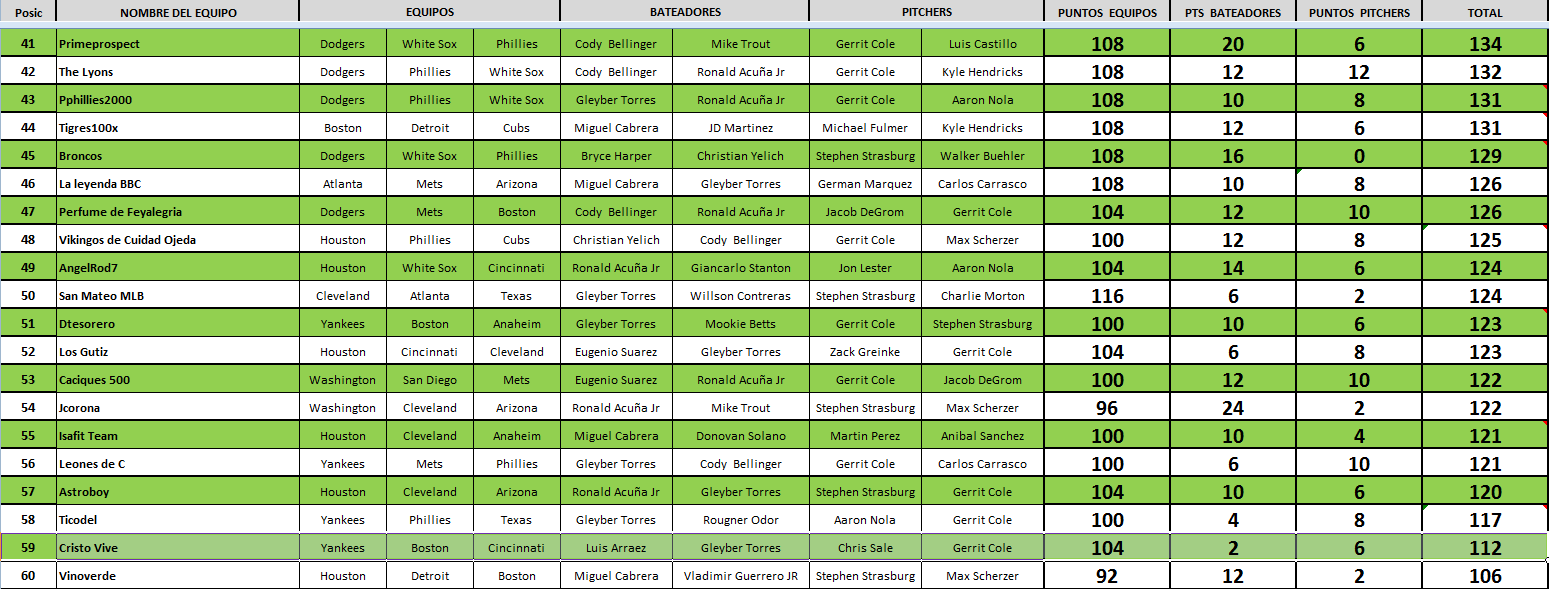 Posic NOMBRE DEL EQUIPO EQUIPOS BATEADORES PITCHERS PUNTOS EQUIPOS PTS BATEADORES PUNTOS PITCHERS TOTAL
41 Primeprospect Dodgers White Sox Phillies Cody Bellinger Mike Trout Gerrit Cole Luis Castillo 108 20 6 134
42 The Lyons Dodgers Phillies White Sox Cody Bellinger Ronald Acuña Jr Gerrit Cole Kyle Hendricks 108 12 12 132
43 Pphillies2000 Dodgers Phillies White Sox Gleyber Torres Ronald Acuña Jr Gerrit Cole Aaron Nola 108 10 8 131
44 Tigres100x Boston Detroit Cubs Miguel Cabrera JD Martinez Michael Fulmer Kyle Hendricks 108 12 6 131
45 Broncos Dodgers White Sox Phillies Bryce Harper Christian Yelich Stephen Strasburg Walker Buehler 108 16 0 129
46 La leyenda BBC Atlanta Mets Arizona Miguel Cabrera Gleyber Torres German Marquez Carlos Carrasco 108 10 8 126
47 Perfume de Feyalegria Dodgers Mets Boston Cody Bellinger Ronald Acuña Jr Jacob DeGrom Gerrit Cole 104 12 10 126
48 Vikingos de Cuidad Ojeda Houston Phillies Cubs Christian Yelich Cody Bellinger Gerrit Cole Max Scherzer 100 12 8 125
49 AngelRod7 Houston White Sox Cincinnati Ronald Acuña Jr Giancarlo Stanton Jon Lester Aaron Nola 104 14 6 124
50 San Mateo MLB Cleveland Atlanta Texas Gleyber Torres Willson Contreras Stephen Strasburg Charlie Morton 116 6 2 124
51 Dtesorero Yankees Boston Anaheim Gleyber Torres Mookie Betts Gerrit Cole Stephen Strasburg 100 10 6 123
52 Los Gutiz Houston Cincinnati Cleveland Eugenio Suarez Gleyber Torres Zack Greinke Gerrit Cole 104 6 8 123
53 Caciques 500 Washington San Diego Mets Eugenio Suarez Ronald Acuña Jr Gerrit Cole Jacob DeGrom 100 12 10 122
54 Jcorona Washington Cleveland Arizona Ronald Acuña Jr Mike Trout Stephen Strasburg Max Scherzer 96 24 2 122
55 Isafit Team Houston Cleveland Anaheim Miguel Cabrera Donovan Solano Martin Perez Anibal Sanchez 100 10 4 121
56 Leones de C Yankees Mets Phillies Gleyber Torres Cody Bellinger Gerrit Cole Carlos Carrasco 100 6 10 121
57 Astroboy Houston Cleveland Arizona Ronald Acuña Jr Gleyber Torres Stephen Strasburg Gerrit Cole 104 10 6 120
58 Ticodel Yankees Phillies Texas Gleyber Torres Rougner Odor Aaron Nola Gerrit Cole 100 4 8 117
59 Cristo Vive Yankees Boston Cincinnati Luis Arraez Gleyber Torres Chris Sale Gerrit Cole 104 2 6 112
60 Vinoverde Houston Detroit Boston Miguel Cabrera Vladimir Guerrero JR Stephen Strasburg Max Scherzer 92 12 2 106